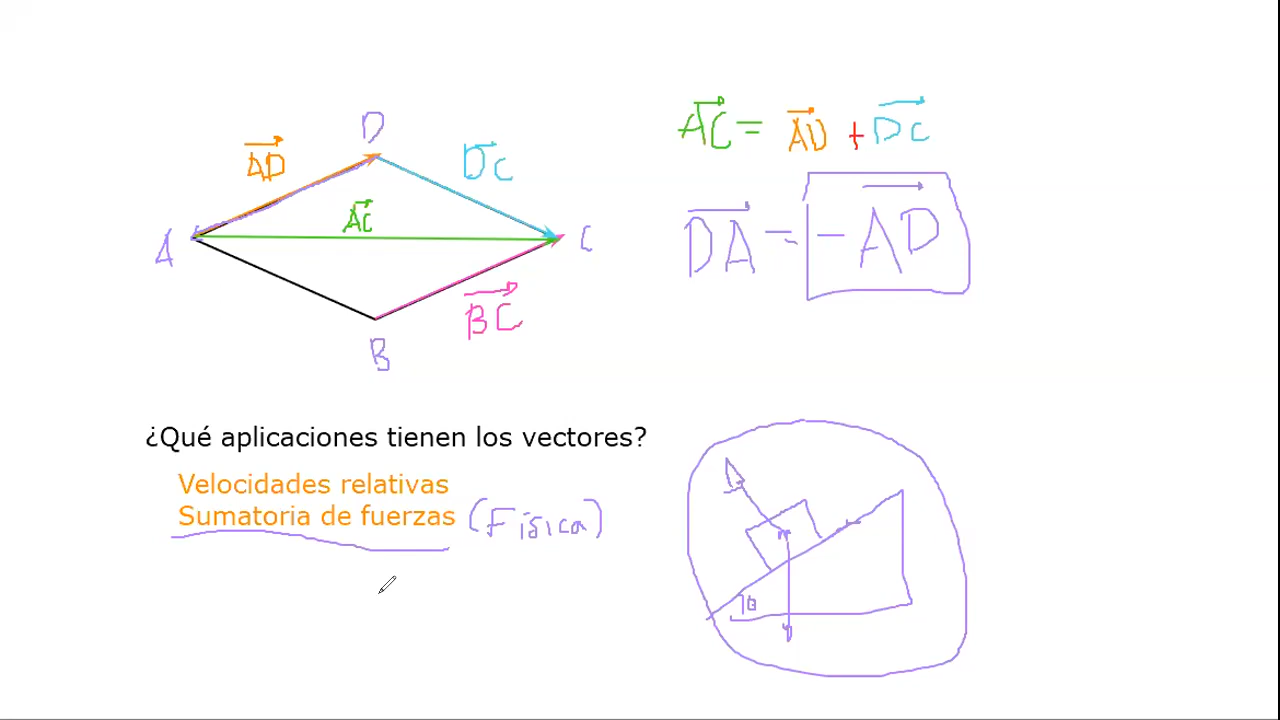 D
AD
DC
AC
A
C
BC
B
AC = AD + DC
DA = -AD
¿Qué aplicaciones tienen los vectores?
Velocidades relativas
Sumatoria de fuerzas (Física)